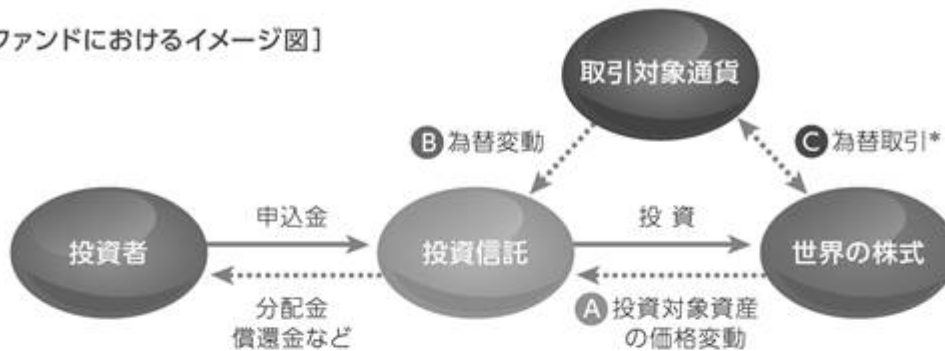 ファンドにおけるイメージ図]
取引対象通貨
B 為替変動
C 為替取引*
投資者
申込金
投資信託
投 資
世界の株式
分配金
償還金など
A 投資対象資産
の価格変動